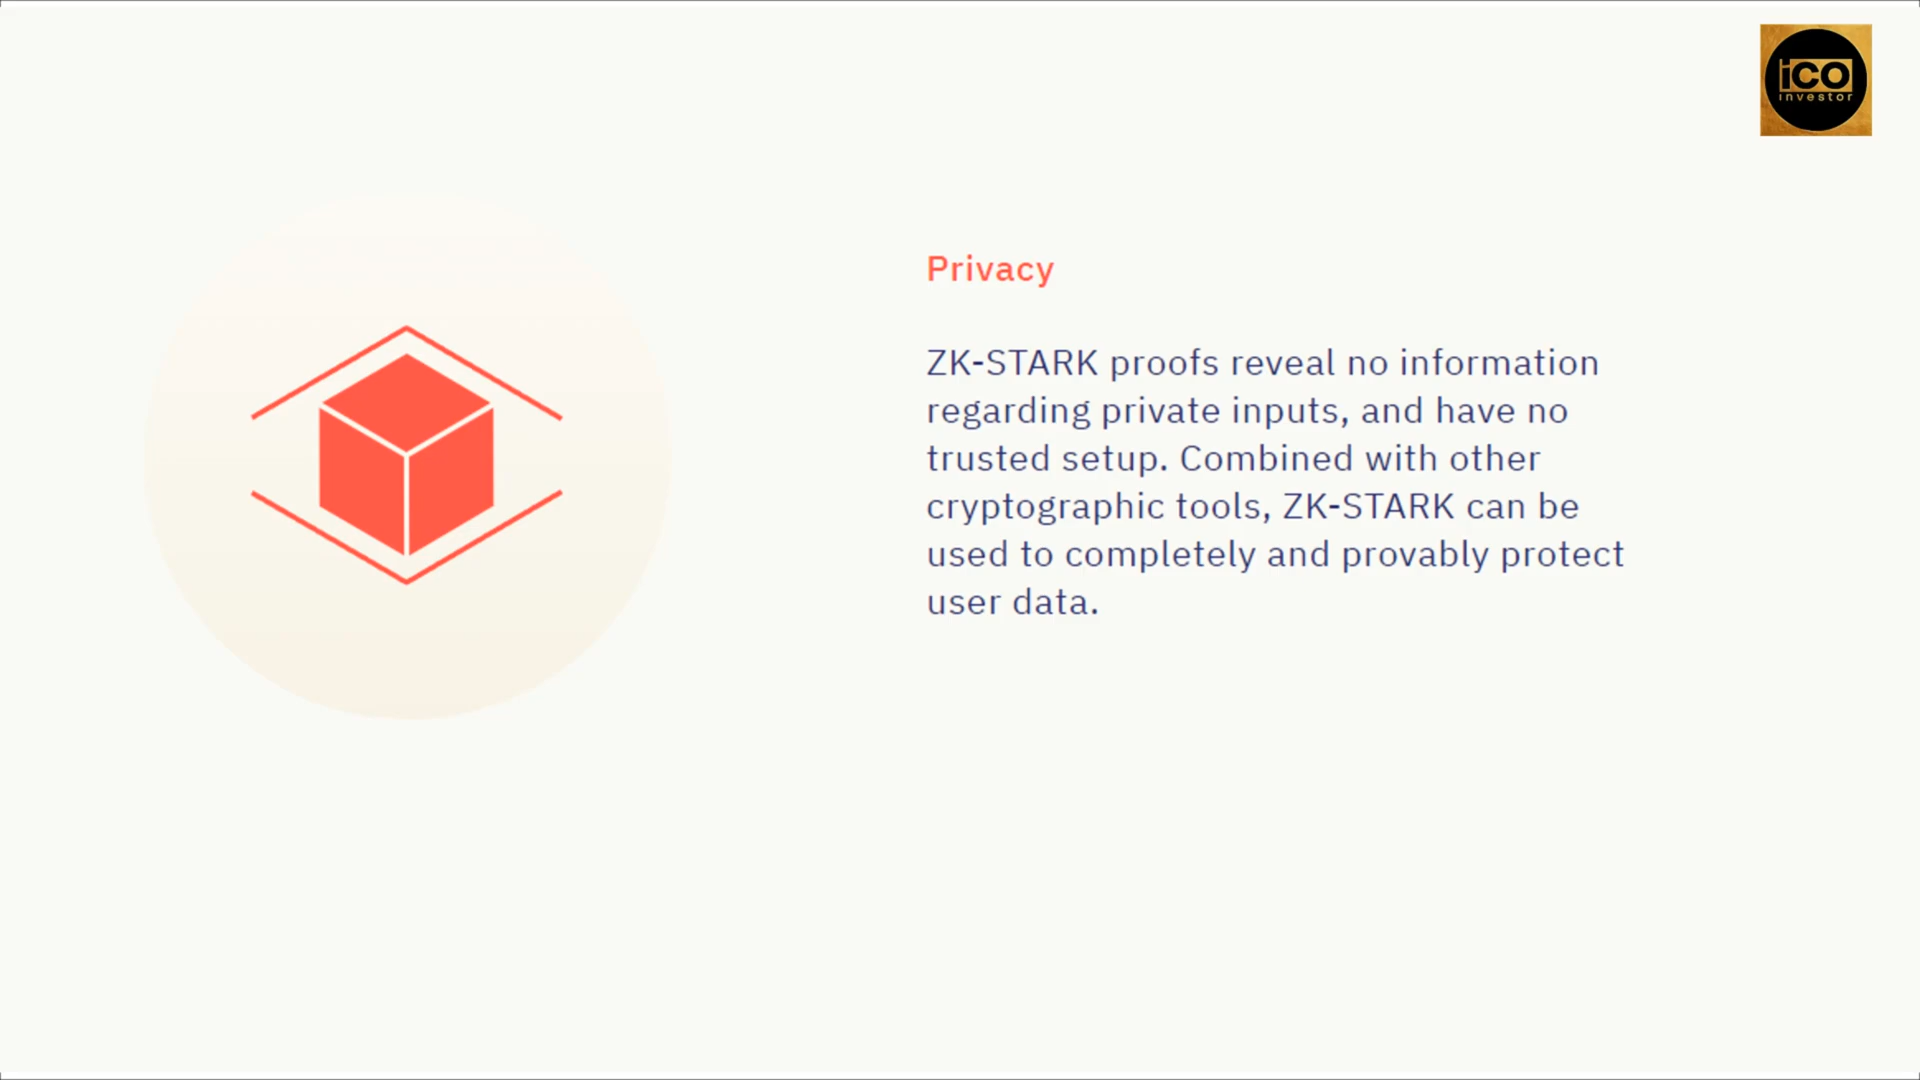 iCO
investor
Privacy
ZK-STARK proofs reveal no information
regarding private inputs, and have no
trusted setup. Combined with other
cryptographic tools, ZK-STARK can be
used to completely and provably protect
user data.